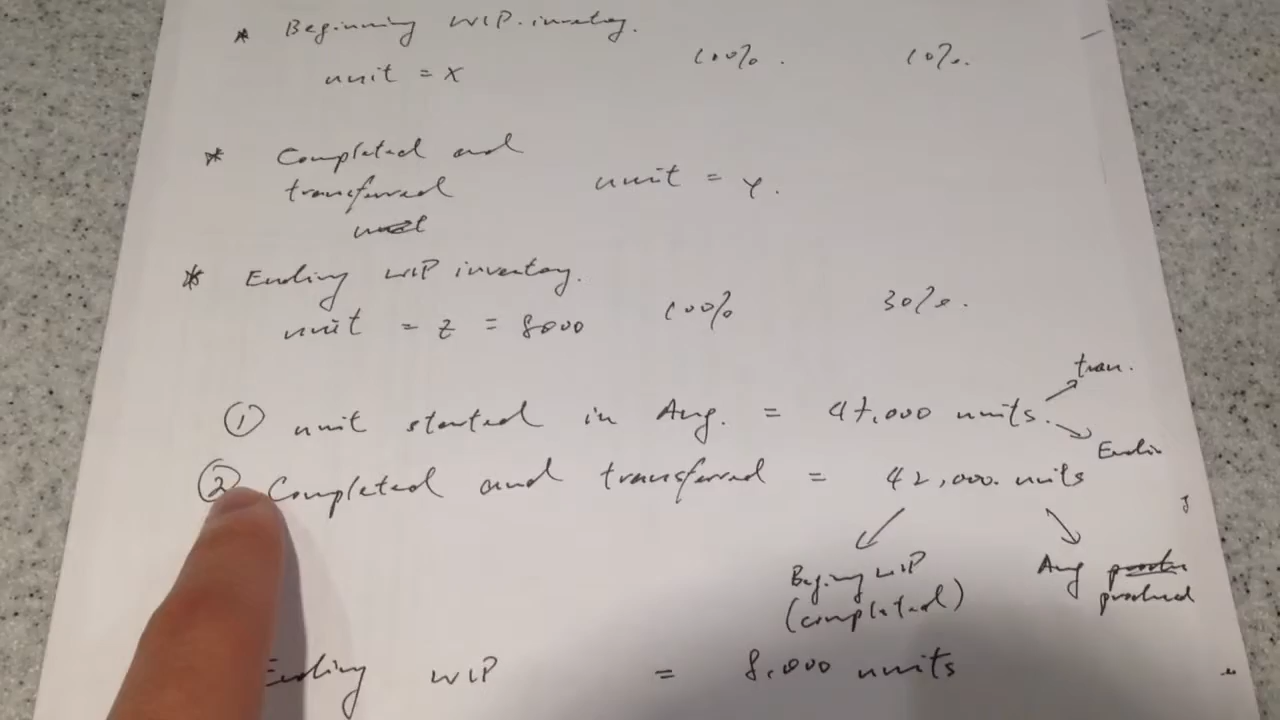 * Beginning WIP. inventory.
unit = x 100%. 10%.
* Completed and
transferred unit = y.
* Ending WIP inventory.
unit = z = 8000 100% 30%.
tran.
① unit started in Aug. = 47,000 units.
Endin
② Completed and transferred = 42,000. units
Begining WIP
(completed)
Aug
produced
Ending WIP = 8,000 units